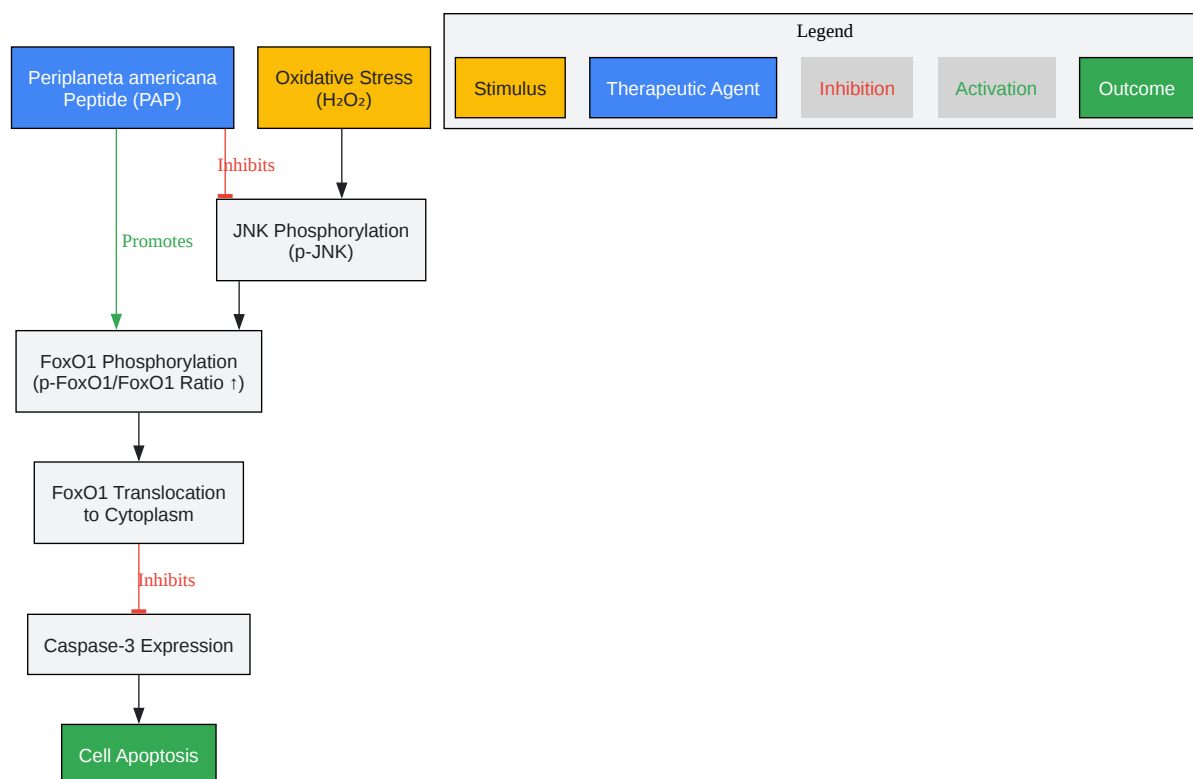 Legend
Periplaneta americana
Peptide (PAP)
Oxidative Stress
(H₂O₂)
Stimulus
Therapeutic Agent
Inhibition
Activation
Outcome
Inhibits
JNK Phosphorylation
(p-JNK)
Promotes
FoxO1 Phosphorylation
(p-FoxO1/FoxO1 Ratio ↑)
FoxO1 Translocation
to Cytoplasm
Inhibits
Caspase-3 Expression
Cell Apoptosis